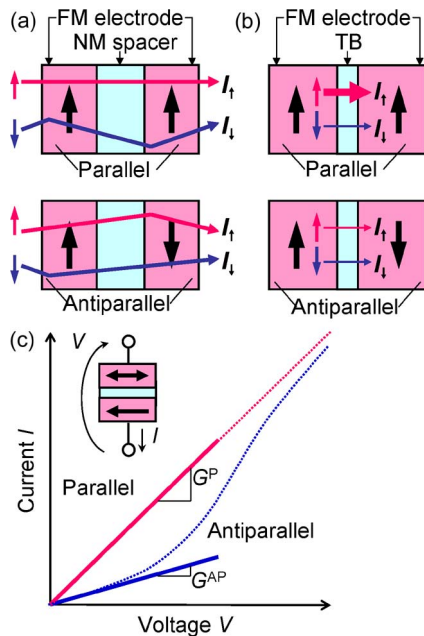 (a) FM electrode
NM spacer
I↑
I↓
Parallel
I↑
I↓
Antiparallel
(b) FM electrode
TB
I↑
I↓
Parallel
I↑
I↓
Antiparallel
(c)
V
I
Parallel
G^P
Antiparallel
G^AP
Current I
Voltage V